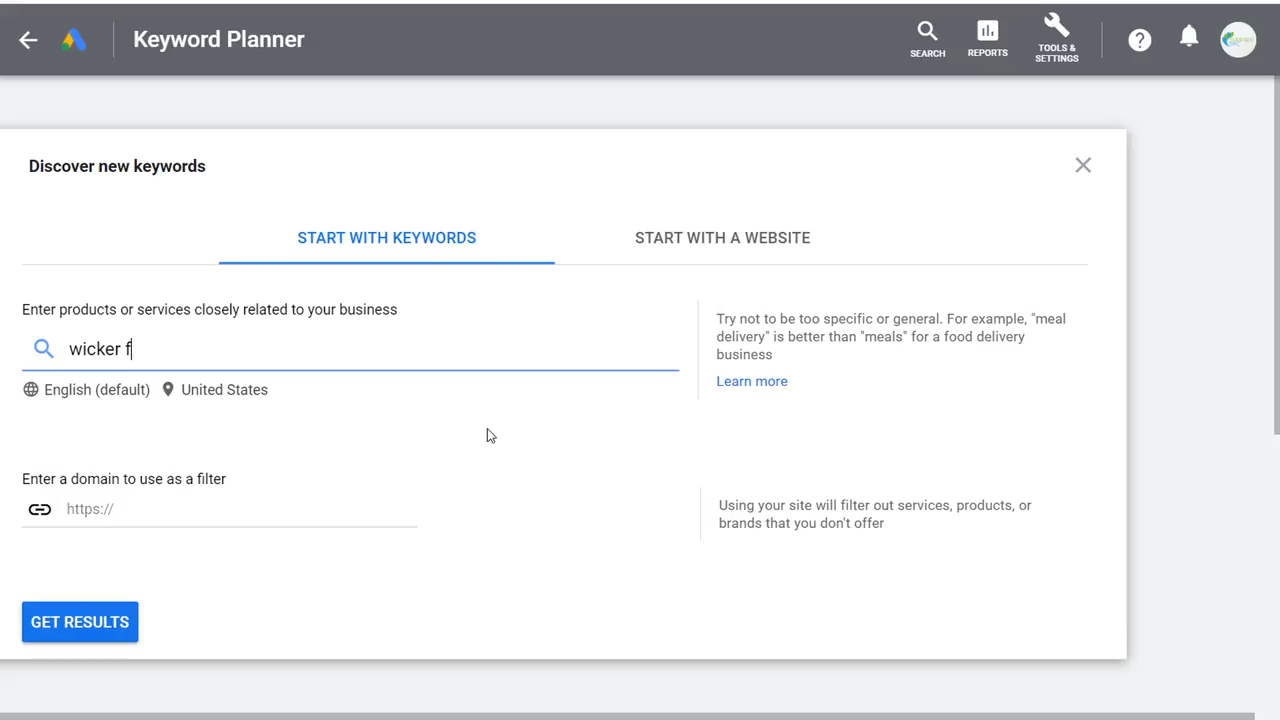 Keyword Planner
SEARCH
REPORTS
TOOLS &
SETTINGS
Discover new keywords
START WITH KEYWORDS
START WITH A WEBSITE
Enter products or services closely related to your business
wicker f
English (default)
United States
Try not to be too specific or general. For example, "meal
delivery" is better than "meals" for a food delivery
business
Learn more
Enter a domain to use as a filter
https://
Using your site will filter out services, products, or
brands that you don't offer
GET RESULTS